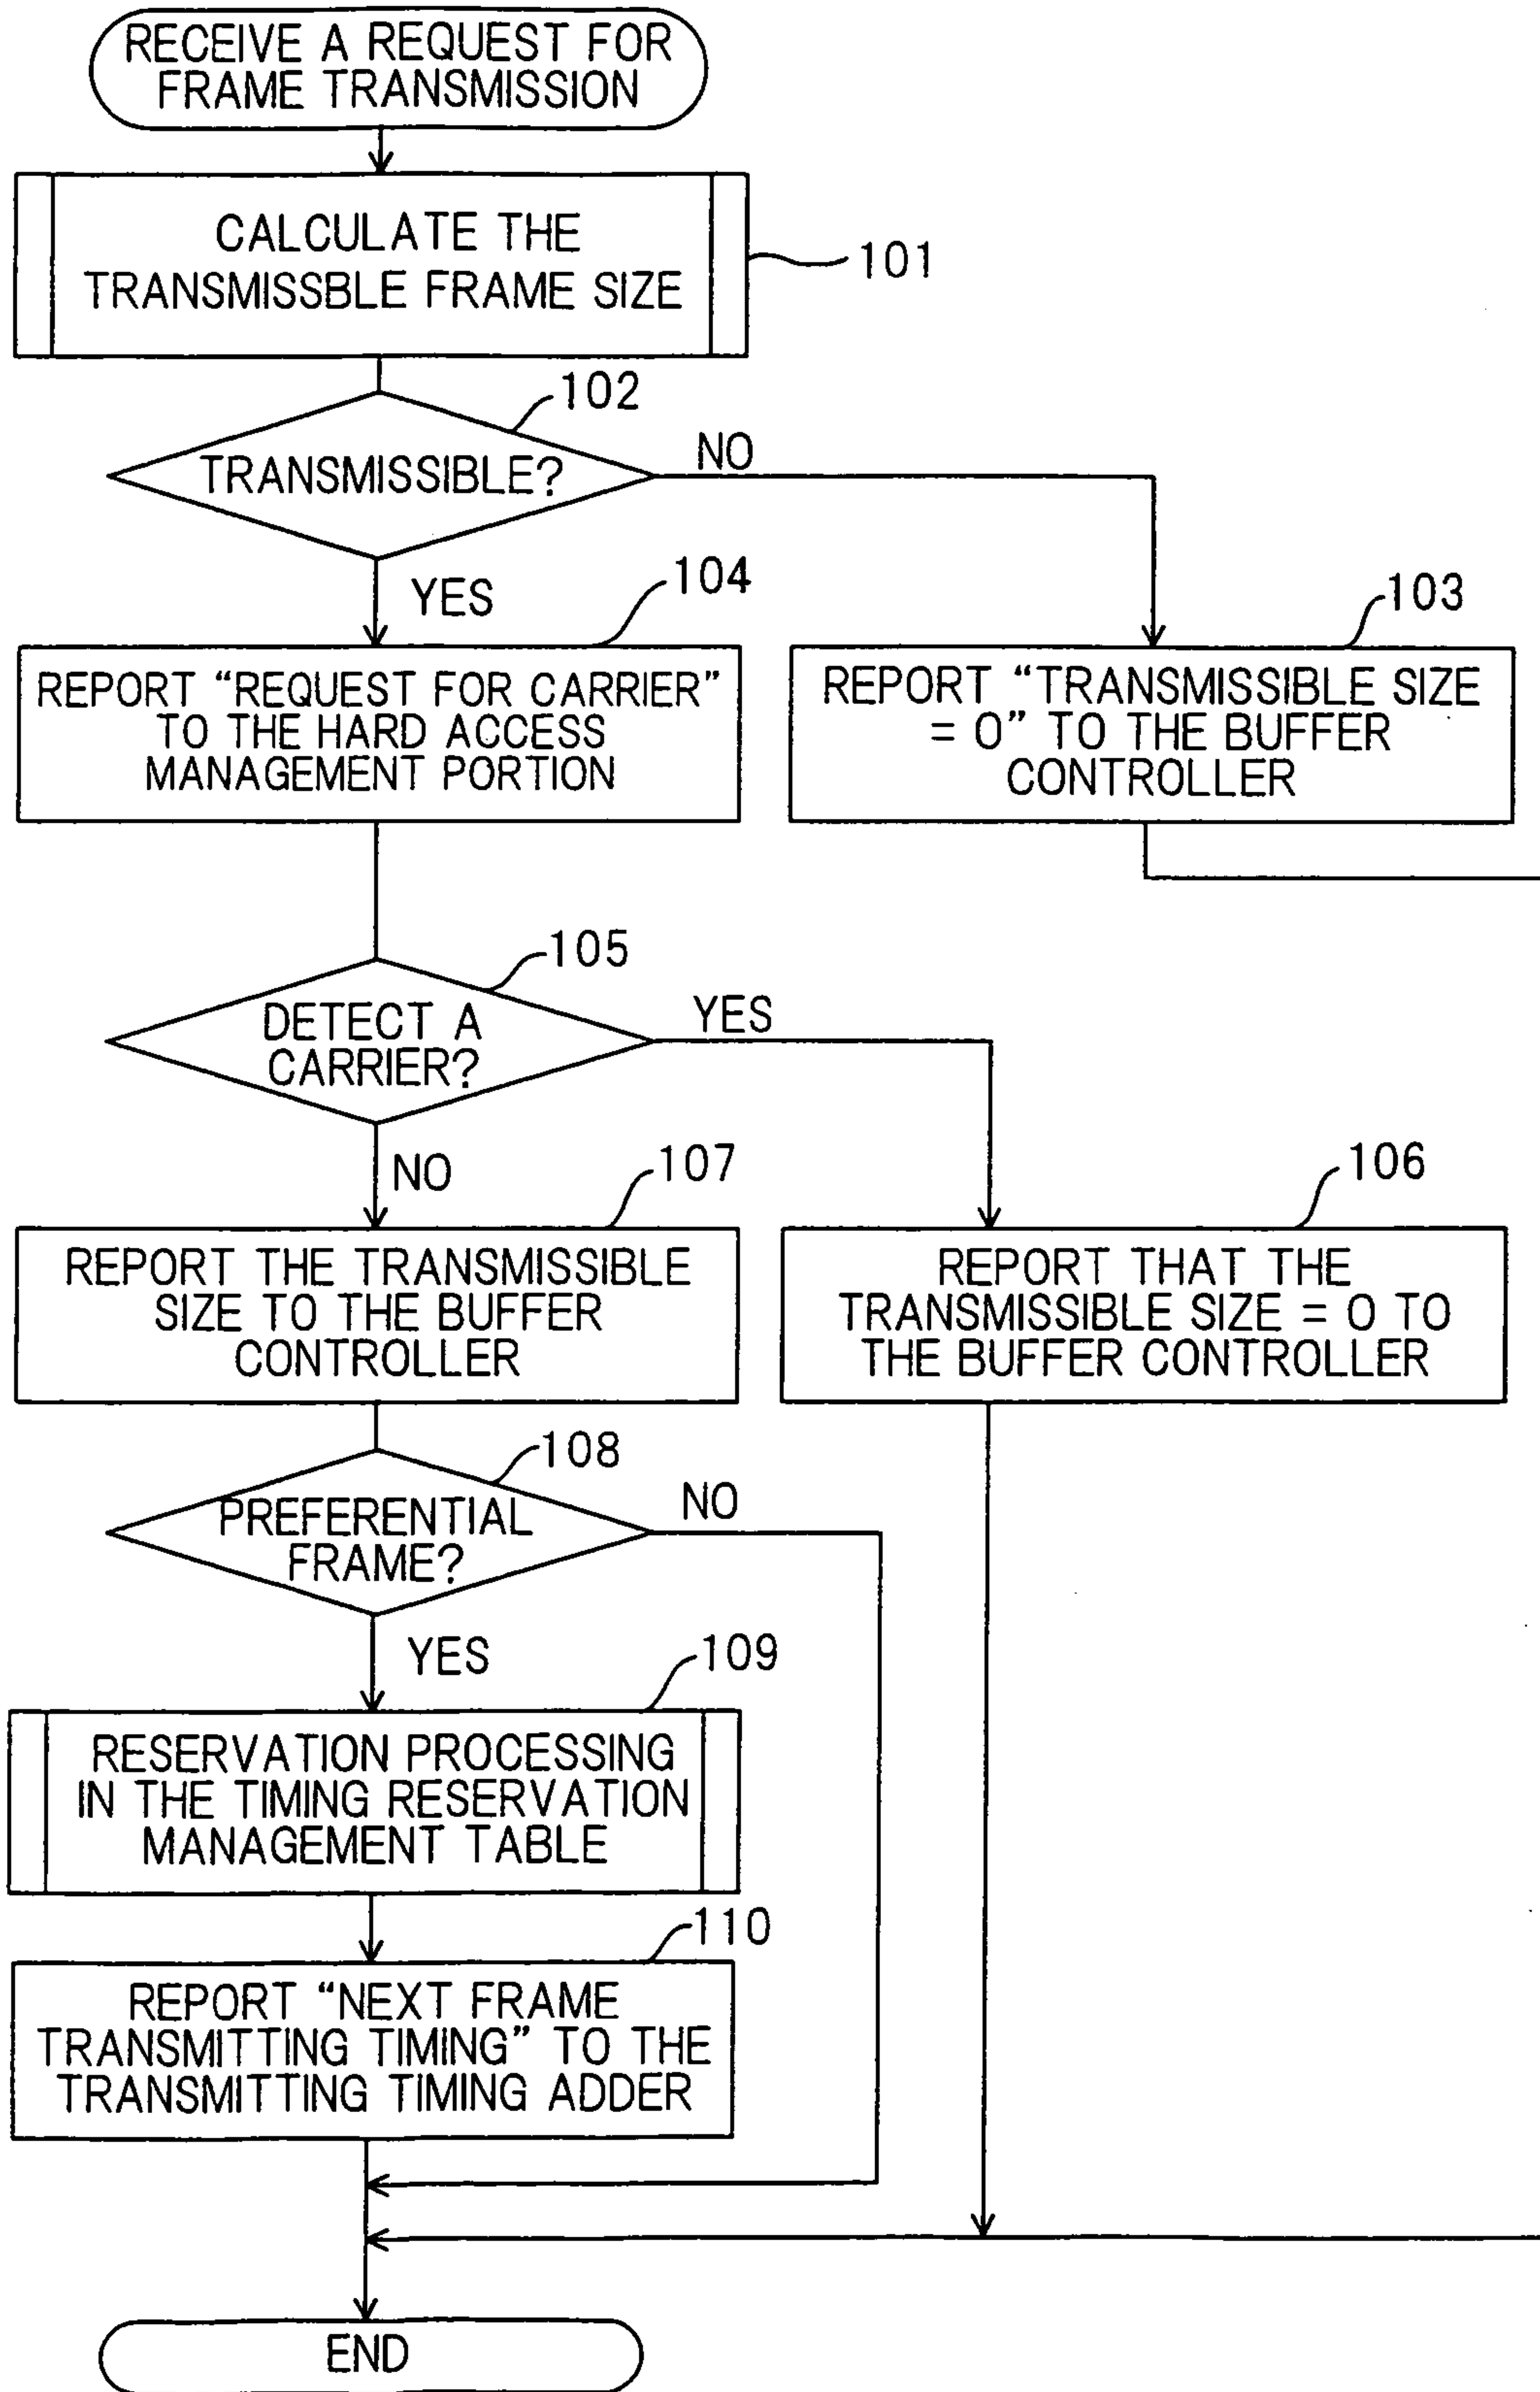 RECEIVE A REQUEST FOR
FRAME TRANSMISSION
CALCULATE THE
TRANSMISSBLE FRAME SIZE
101
102
TRANSMISSIBLE?
NO
YES
104
103
REPORT “REQUEST FOR CARRIER”
TO THE HARD ACCESS
MANAGEMENT PORTION
REPORT “TRANSMISSIBLE SIZE
= 0” TO THE BUFFER
CONTROLLER
105
DETECT A
CARRIER?
YES
NO
107
106
REPORT THE TRANSMISSIBLE
SIZE TO THE BUFFER
CONTROLLER
REPORT THAT THE
TRANSMISSIBLE SIZE = 0 TO
THE BUFFER CONTROLLER
108
PREFERENTIAL
FRAME?
NO
YES
109
RESERVATION PROCESSING
IN THE TIMING RESERVATION
MANAGEMENT TABLE
110
REPORT “NEXT FRAME
TRANSMITTING TIMING” TO THE
TRANSMITTING TIMING ADDER
END